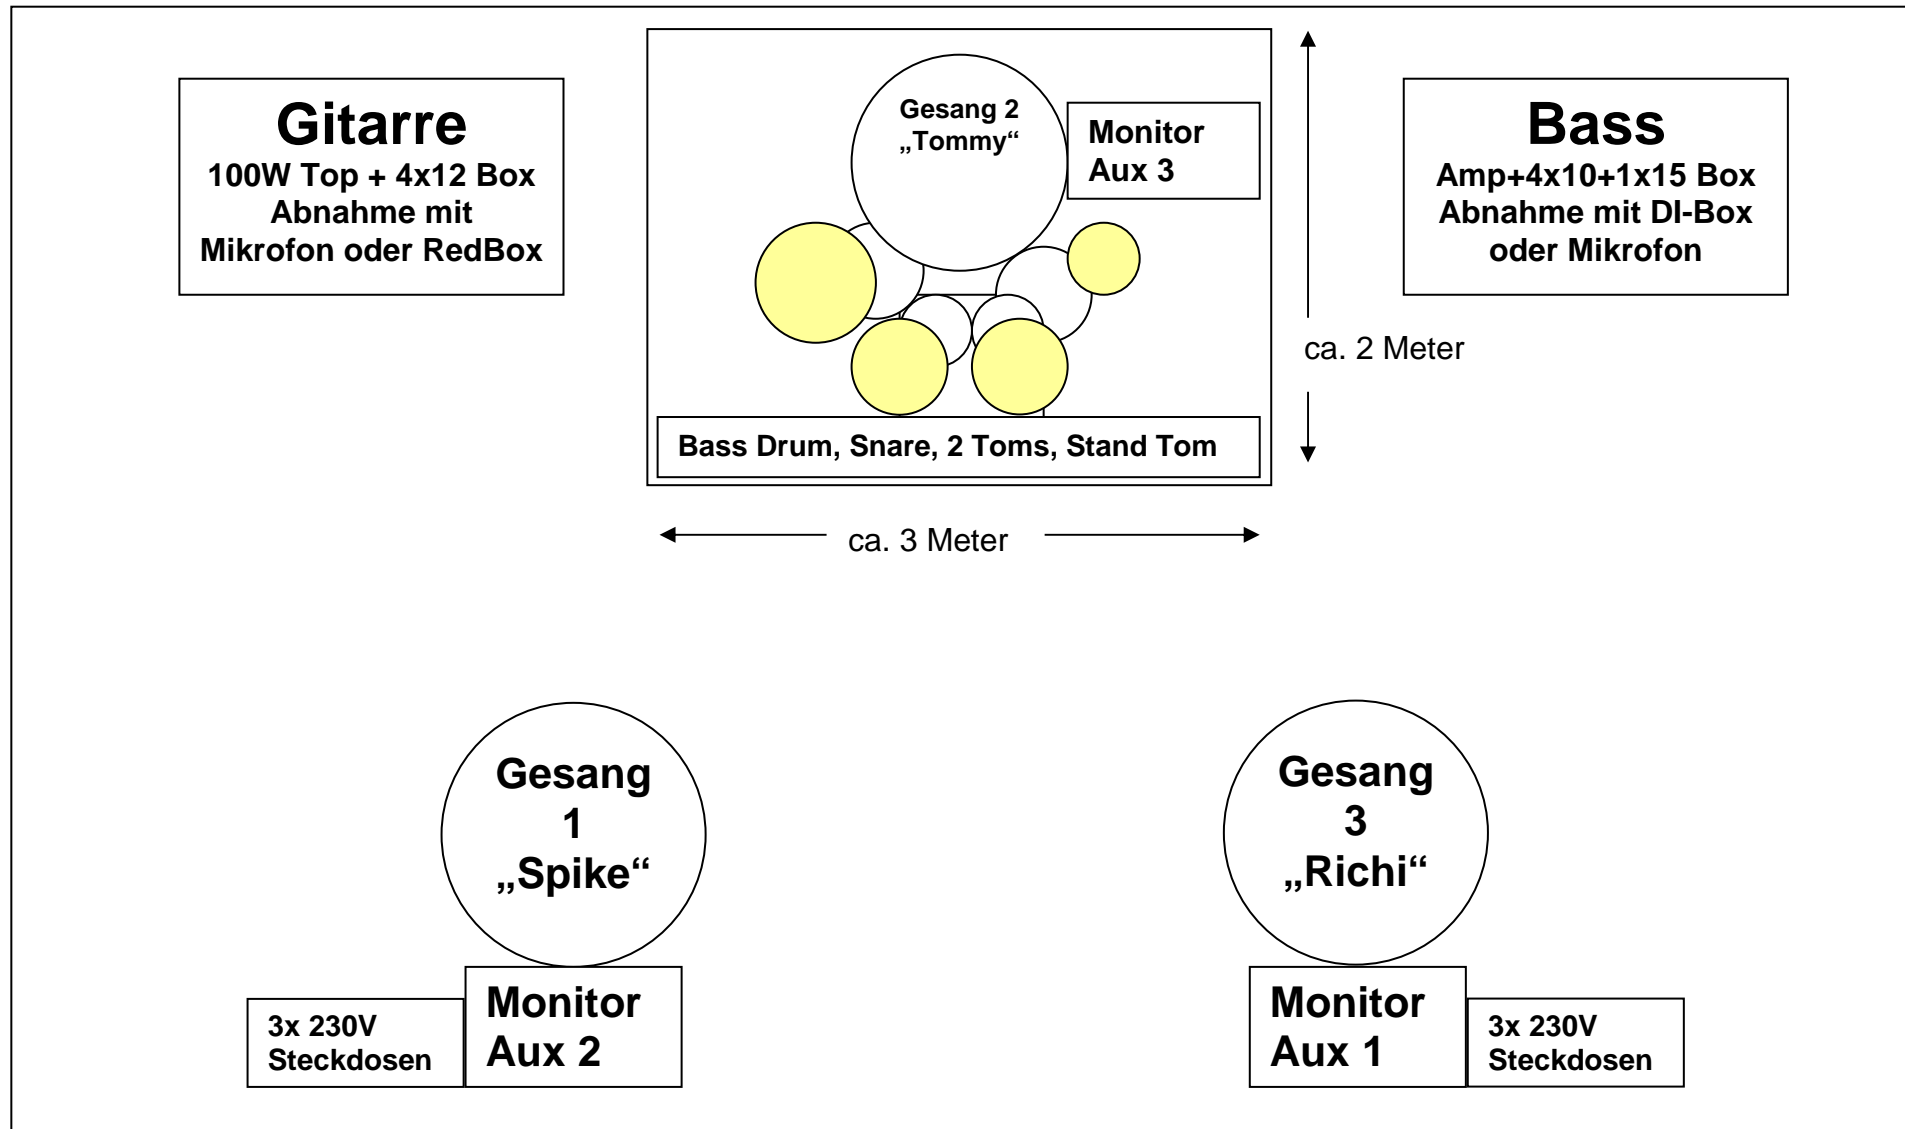 Gitarre
100W Top + 4x12 Box
Abnahme mit
Mikrofon oder RedBox
Gesang 2
„Tommy“
Monitor
Aux 3
Bass
Amp+4x10+1x15 Box
Abnahme mit DI-Box
oder Mikrofon
ca. 2 Meter
Bass Drum, Snare, 2 Toms, Stand Tom
ca. 3 Meter
Gesang
1
„Spike“
Gesang
3
„Richi“
3x 230V
Steckdosen
Monitor
Aux 2
Monitor
Aux 1
3x 230V
Steckdosen